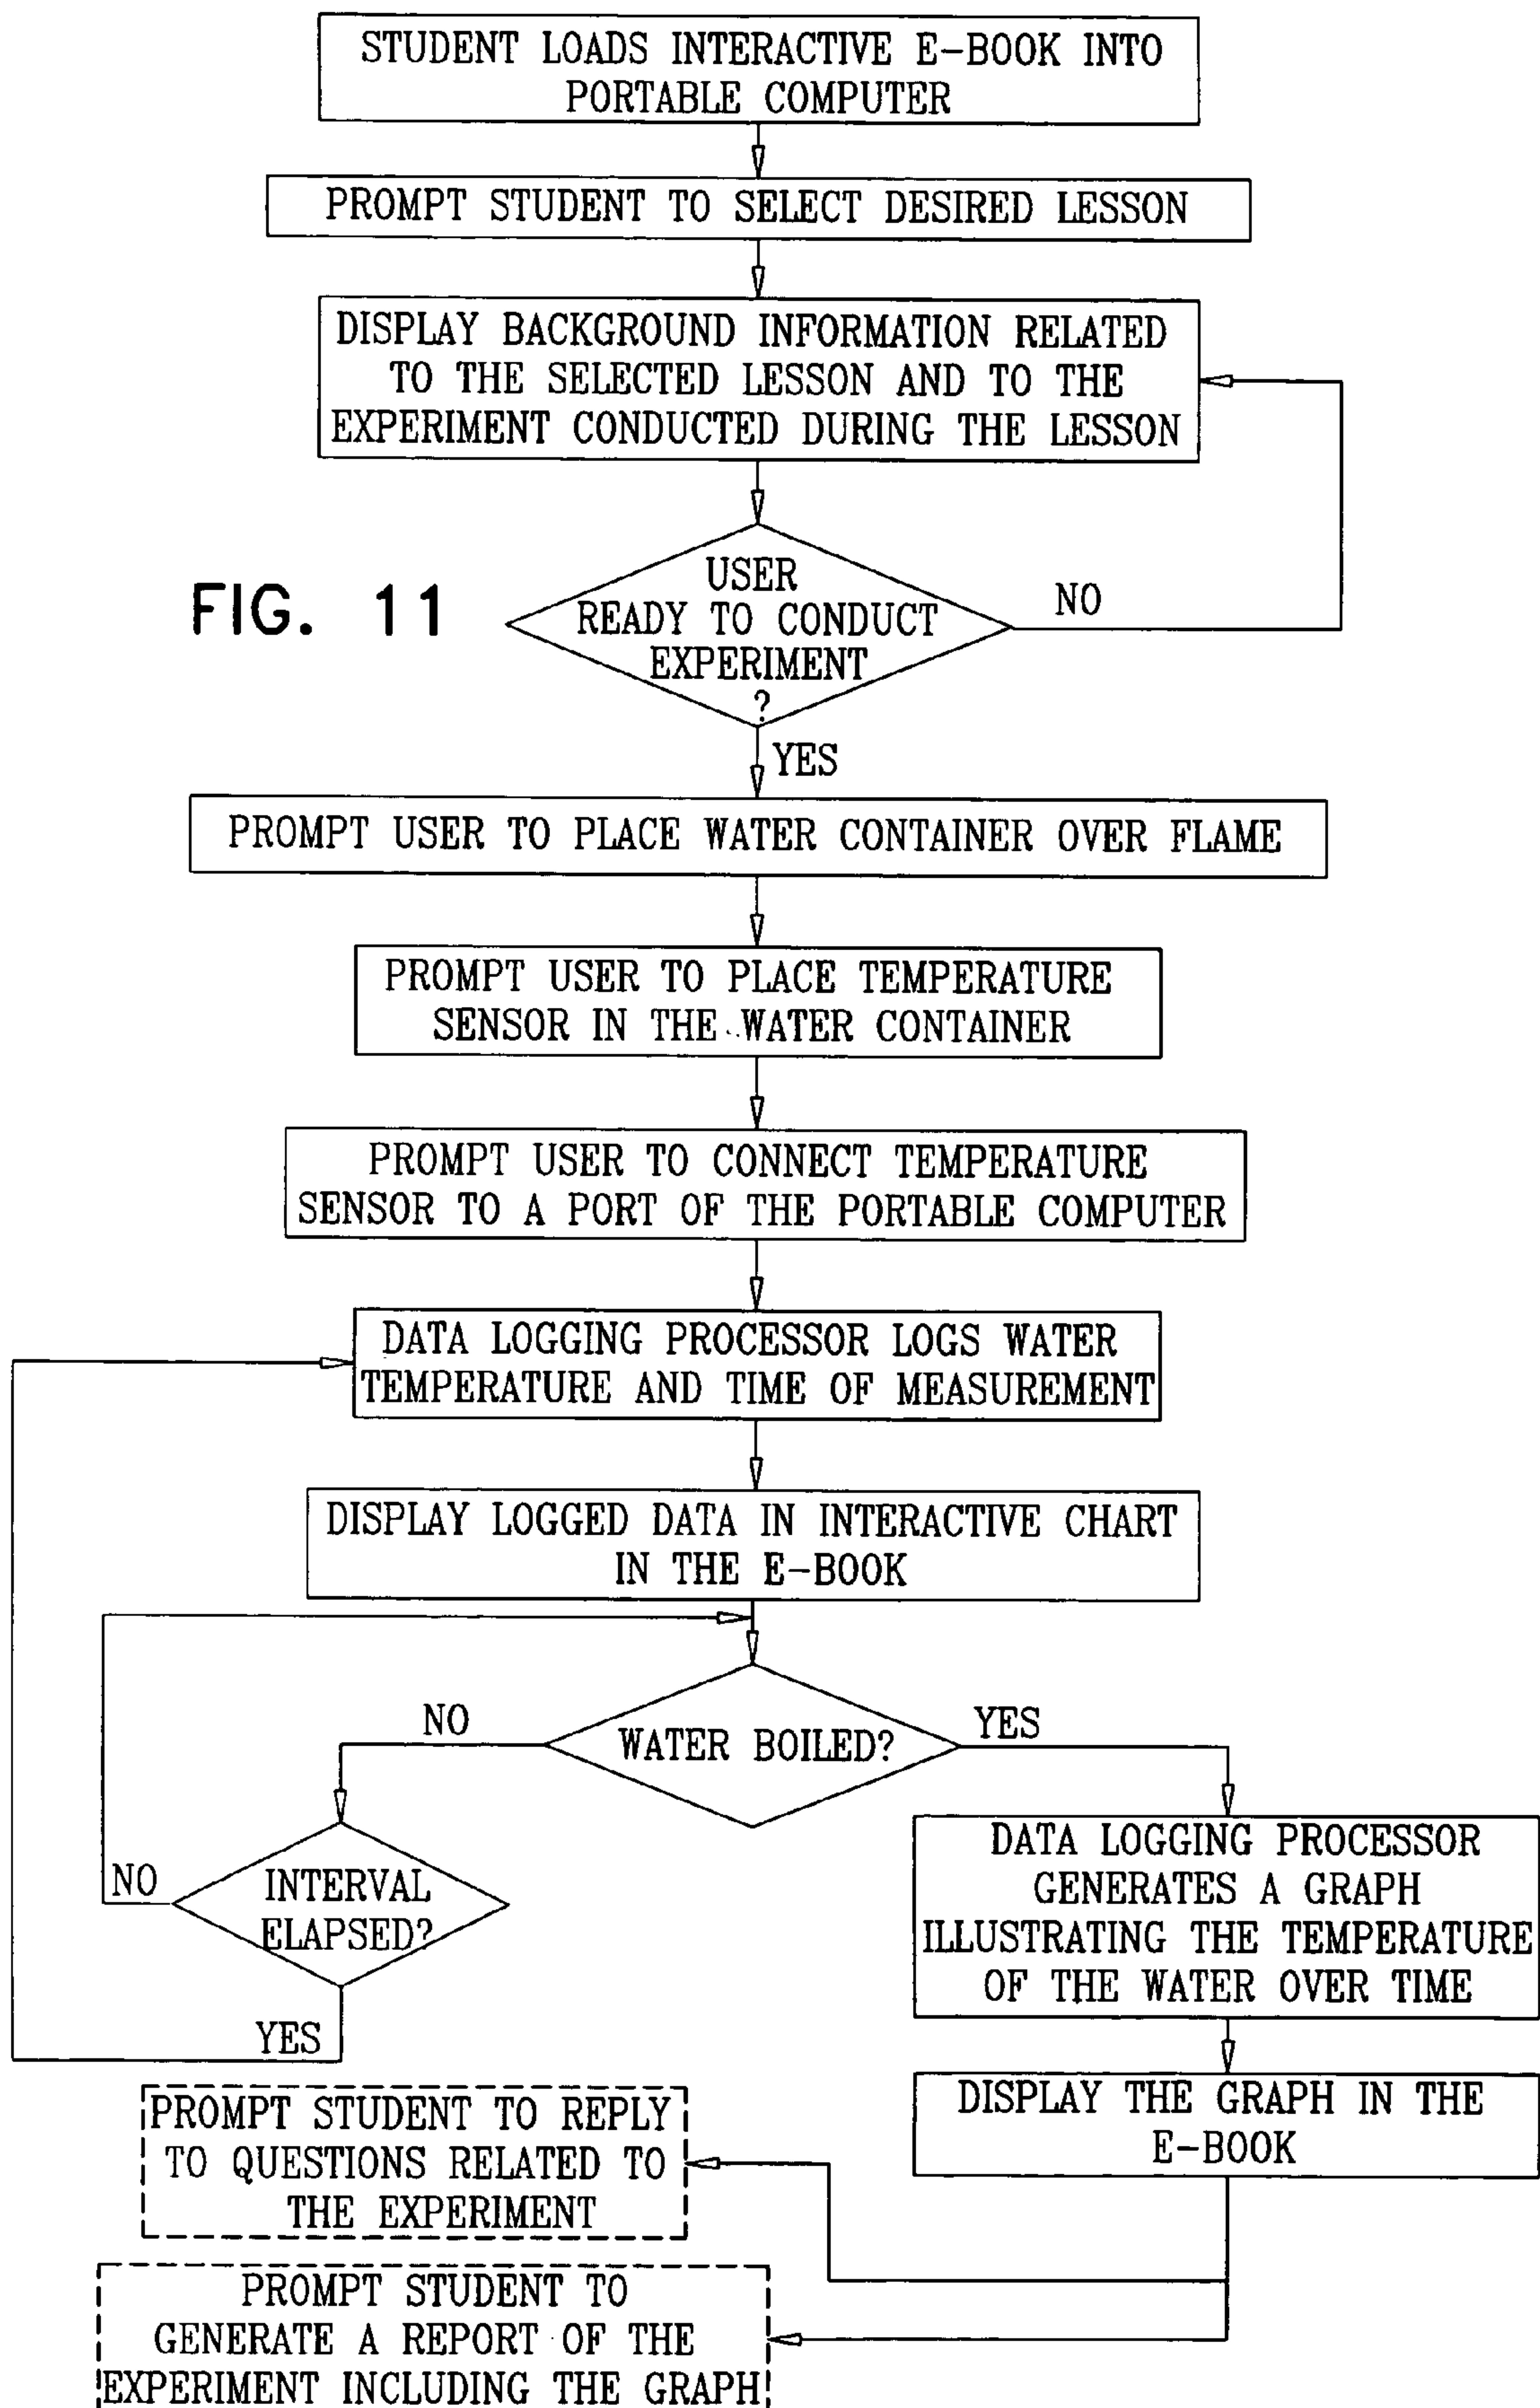 STUDENT LOADS INTERACTIVE E-BOOK INTO
PORTABLE COMPUTER
PROMPT STUDENT TO SELECT DESIRED LESSON
DISPLAY BACKGROUND INFORMATION RELATED
TO THE SELECTED LESSON AND TO THE
EXPERIMENT CONDUCTED DURING THE LESSON
FIG. 11
USER
READY TO CONDUCT
EXPERIMENT
?
NO
YES
PROMPT USER TO PLACE WATER CONTAINER OVER FLAME
PROMPT USER TO PLACE TEMPERATURE
SENSOR IN THE WATER CONTAINER
PROMPT USER TO CONNECT TEMPERATURE
SENSOR TO A PORT OF THE PORTABLE COMPUTER
DATA LOGGING PROCESSOR LOGS WATER
TEMPERATURE AND TIME OF MEASUREMENT
DISPLAY LOGGED DATA IN INTERACTIVE CHART
IN THE E-BOOK
WATER BOILED?
NO
YES
INTERVAL
ELAPSED?
NO
YES
DATA LOGGING PROCESSOR
GENERATES A GRAPH
ILLUSTRATING THE TEMPERATURE
OF THE WATER OVER TIME
DISPLAY THE GRAPH IN THE
E-BOOK
PROMPT STUDENT TO REPLY
TO QUESTIONS RELATED TO
THE EXPERIMENT
PROMPT STUDENT TO
GENERATE A REPORT OF THE
EXPERIMENT INCLUDING THE GRAPH